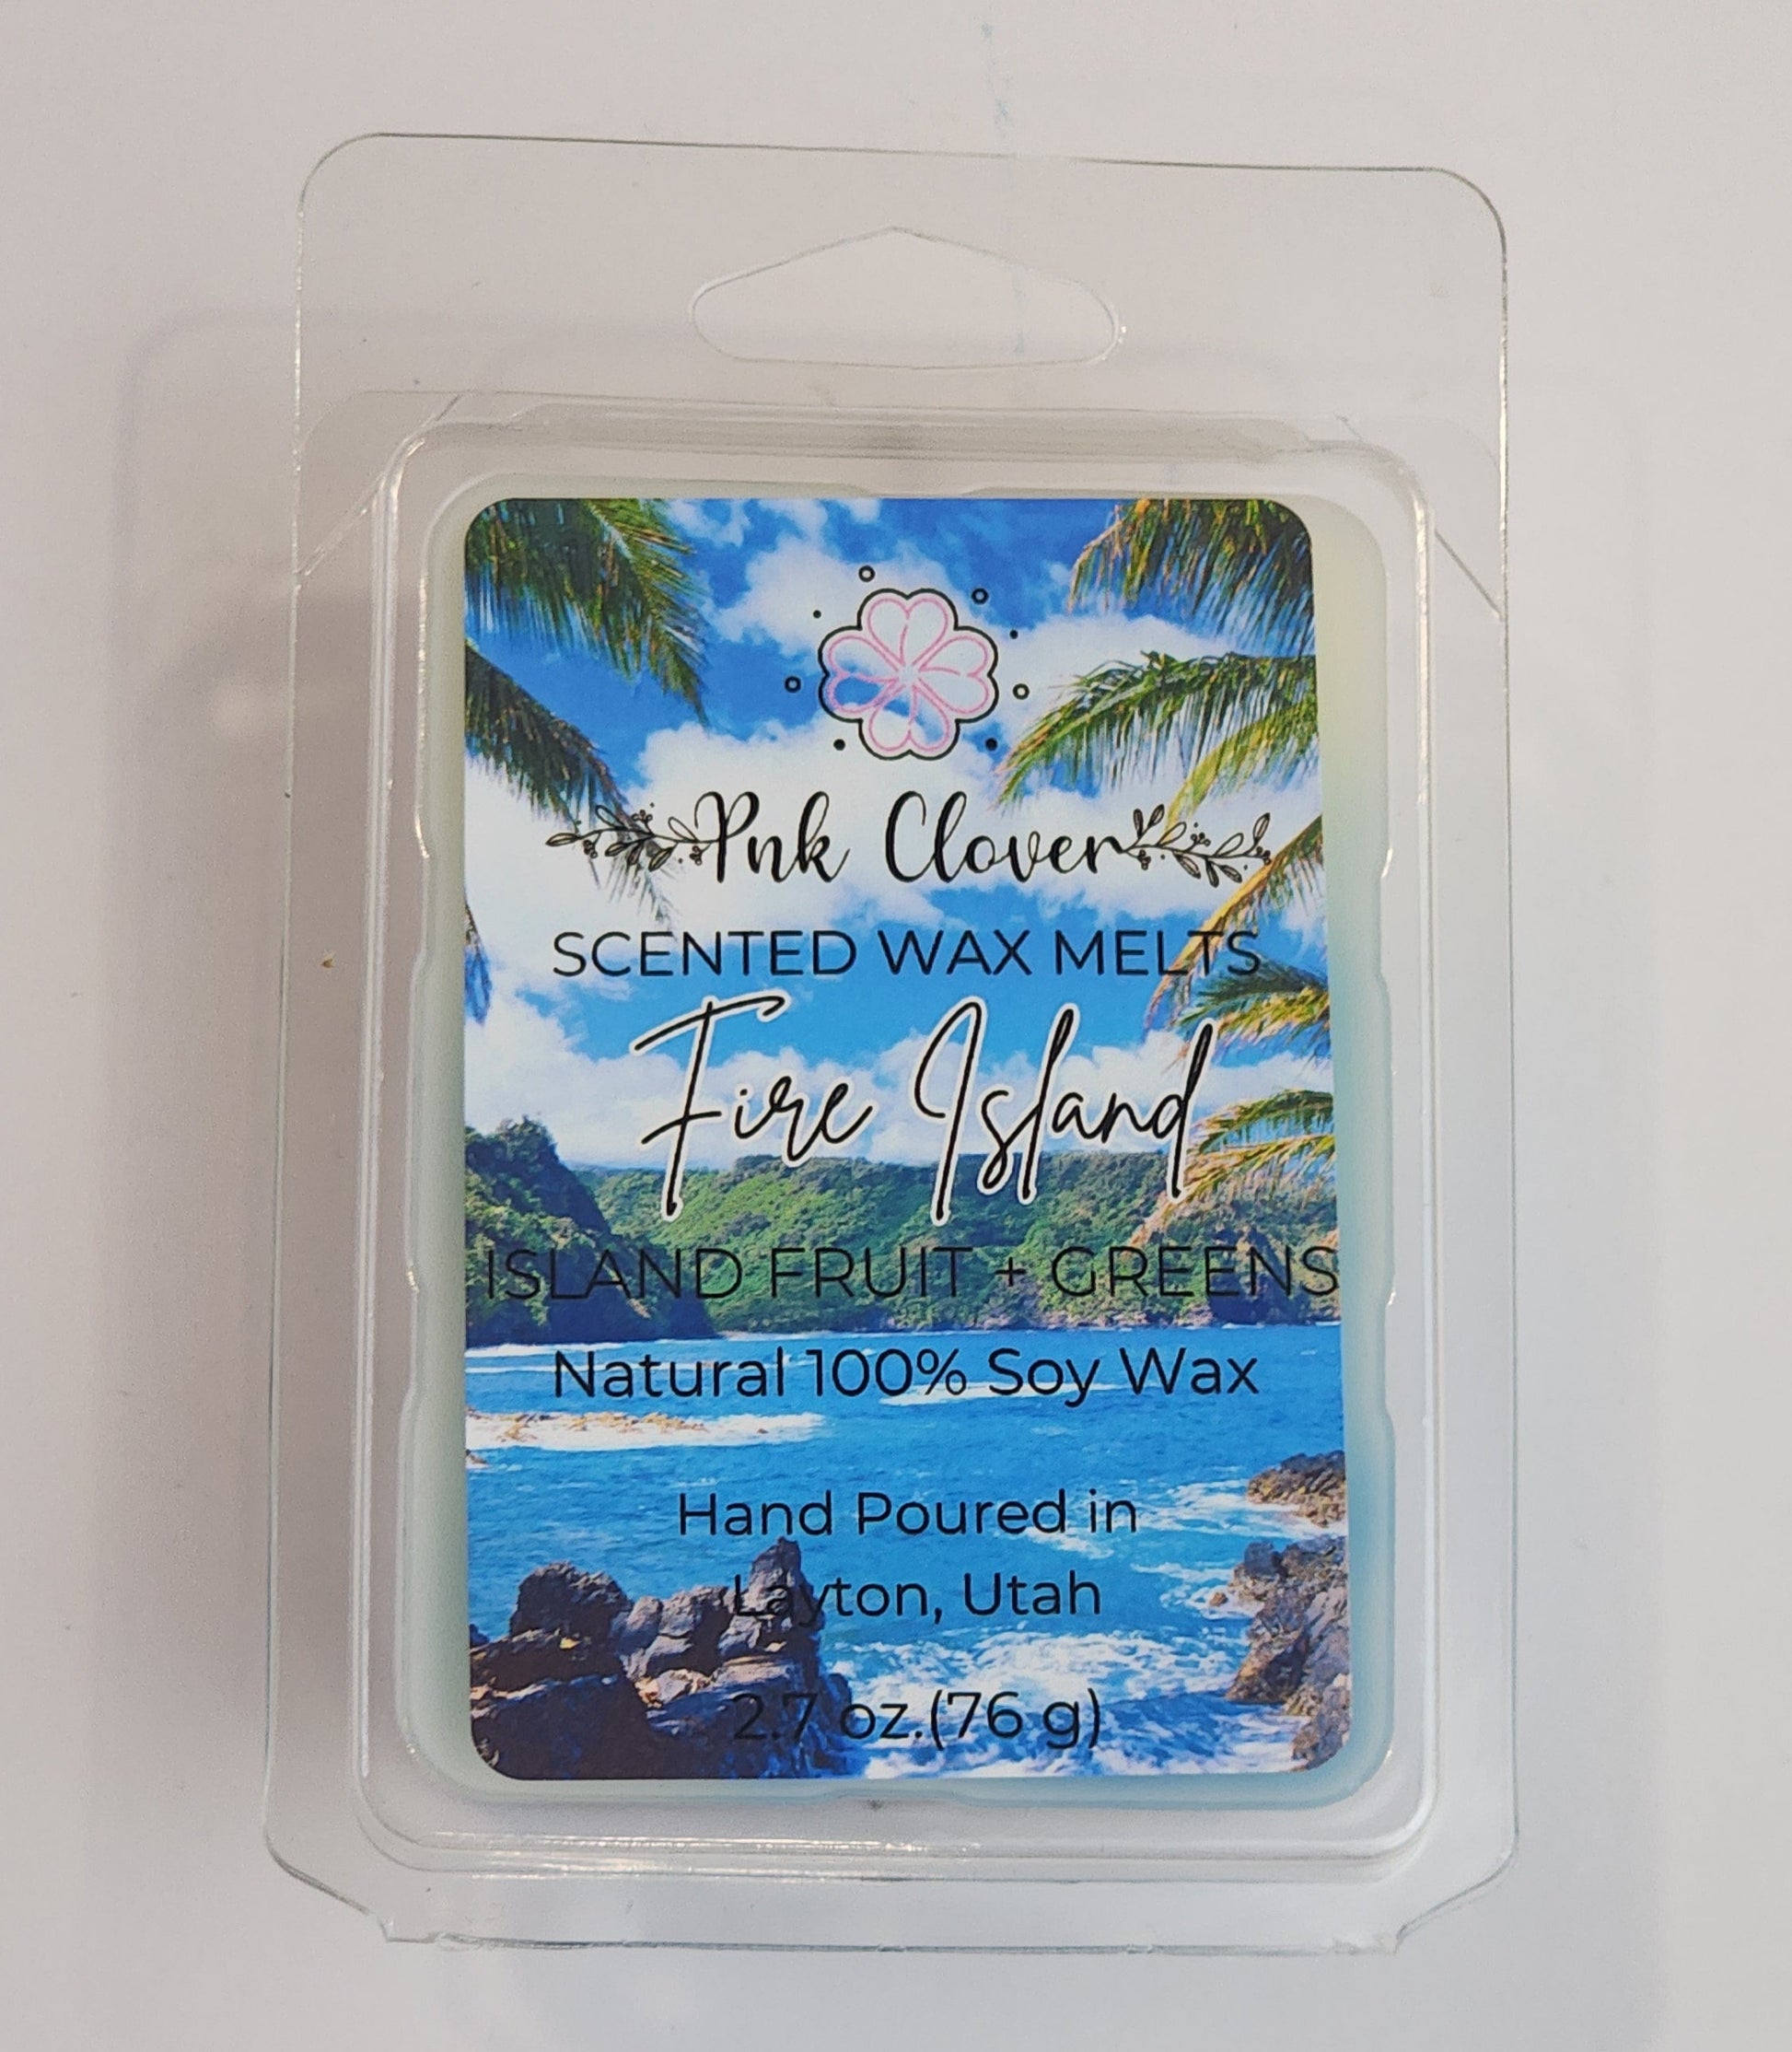 Pnk Clover
SCENTED WAX MELTS
Fire Island
ISLAND FRUIT + GREENS
Natural 100% Soy Wax
Hand Poured in
Layton, Utah
2.7 oz.(76 g)